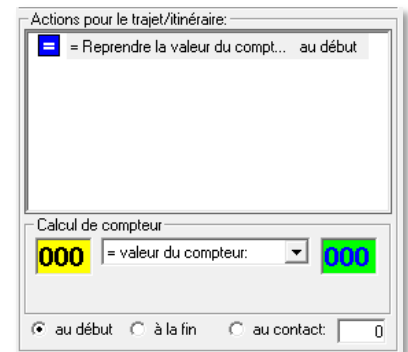 Actions pour le trajet/itinéraire:
= = Reprendre la valeur du compt... au début
Calcul de compteur
000 = valeur du compteur: 000
au début à la fin au contact: 0